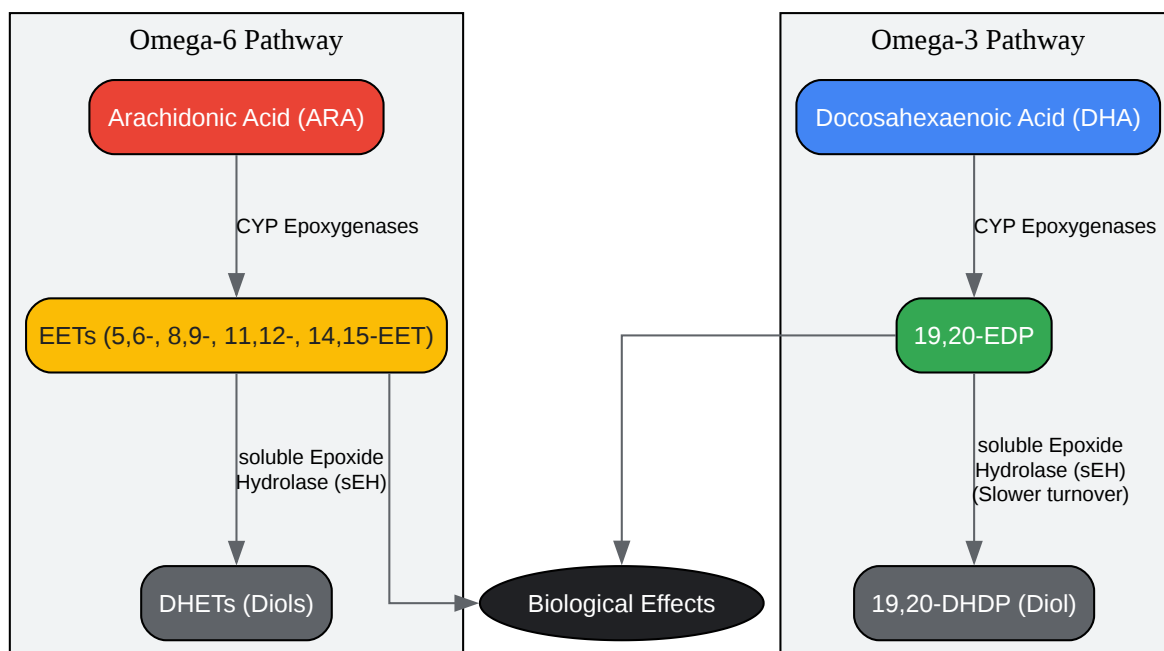 Omega-6 Pathway
Omega-3 Pathway
Arachidonic Acid (ARA)
Docosahexaenoic Acid (DHA)
CYP Epoxygenases
CYP Epoxygenases
EETs (5,6-, 8,9-, 11,12-, 14,15-EET)
19,20-EDP
soluble Epoxide
Hydrolase (sEH)
soluble Epoxide
Hydrolase (sEH)
(Slower turnover)
DHETs (Diols)
Biological Effects
19,20-DHDP (Diol)